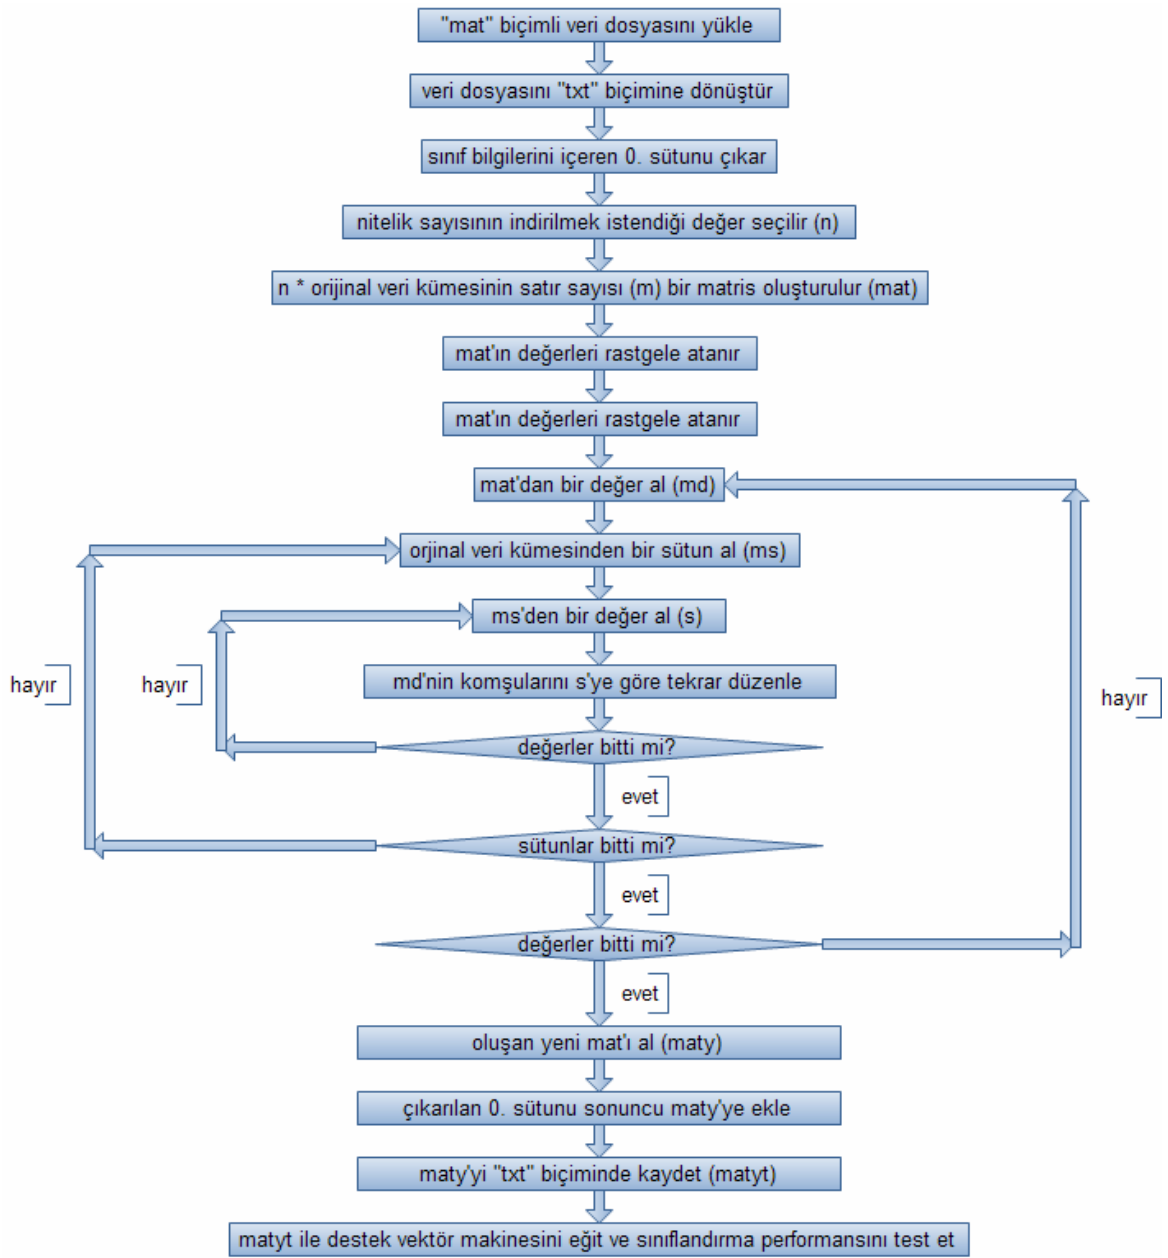 "mat" biçimli veri dosyasını yükle
veri dosyasını "txt" biçimine dönüştür
sınıf bilgilerini içeren 0. sütunu çıkar
nitelik sayısının indirilmek istendiği değer seçilir (n)
n * orijinal veri kümesinin satır sayısı (m) bir matris oluşturulur (mat)
mat'ın değerleri rastgele atanır
mat'ın değerleri rastgele atanır
mat'dan bir değer al (md)
orjinal veri kümesinden bir sütun al (ms)
ms'den bir değer al (s)
hayır
hayır
md'nin komşularını s'ye göre tekrar düzenle
hayır
değerler bitti mi?
evet
sütunlar bitti mi?
evet
değerler bitti mi?
evet
oluşan yeni mat'ı al (maty)
çıkarılan 0. sütunu sonuncu maty'ye ekle
maty'yi "txt" biçiminde kaydet (matyt)
matyt ile destek vektör makinesini eğit ve sınıflandırma performansını test et